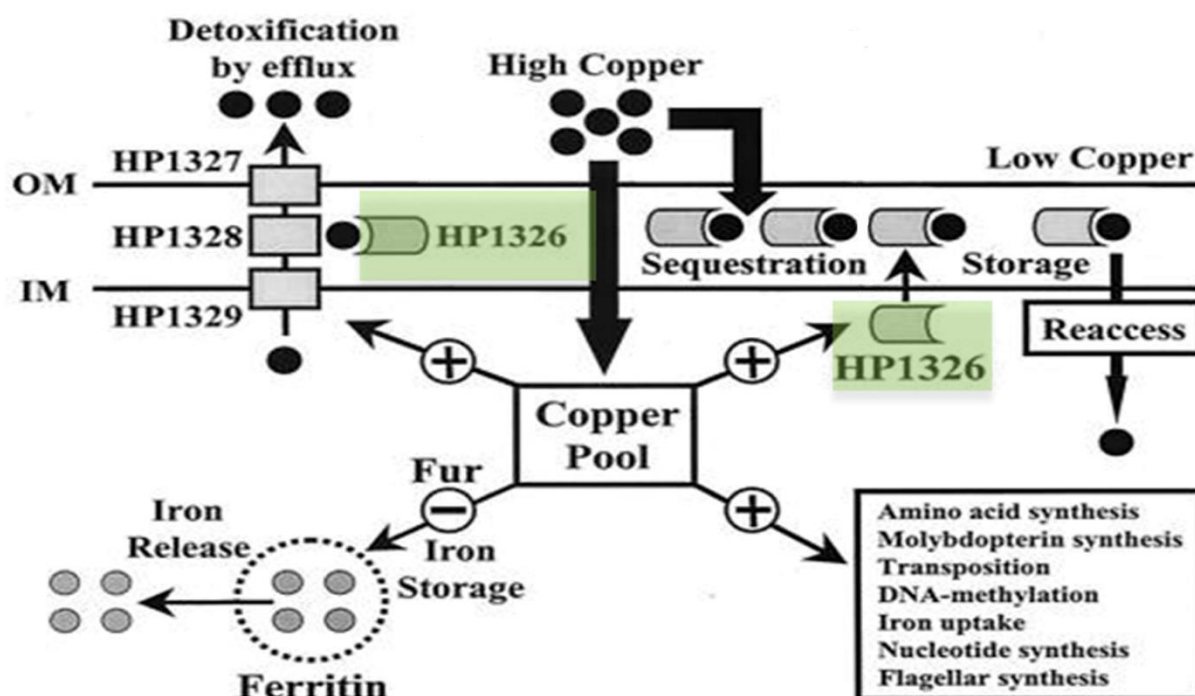 Detoxification
by efflux
High Copper
HP1327
Low Copper
OM
HP1328
HP1326
Sequestration
Storage
IM
HP1329
Reaccess
HP1326
+
+
Copper
Pool
Fur
−
+
Iron
Storage
Iron
Release
Ferritin
Amino acid synthesis
Molybdopterin synthesis
Transposition
DNA-methylation
Iron uptake
Nucleotide synthesis
Flagellar synthesis